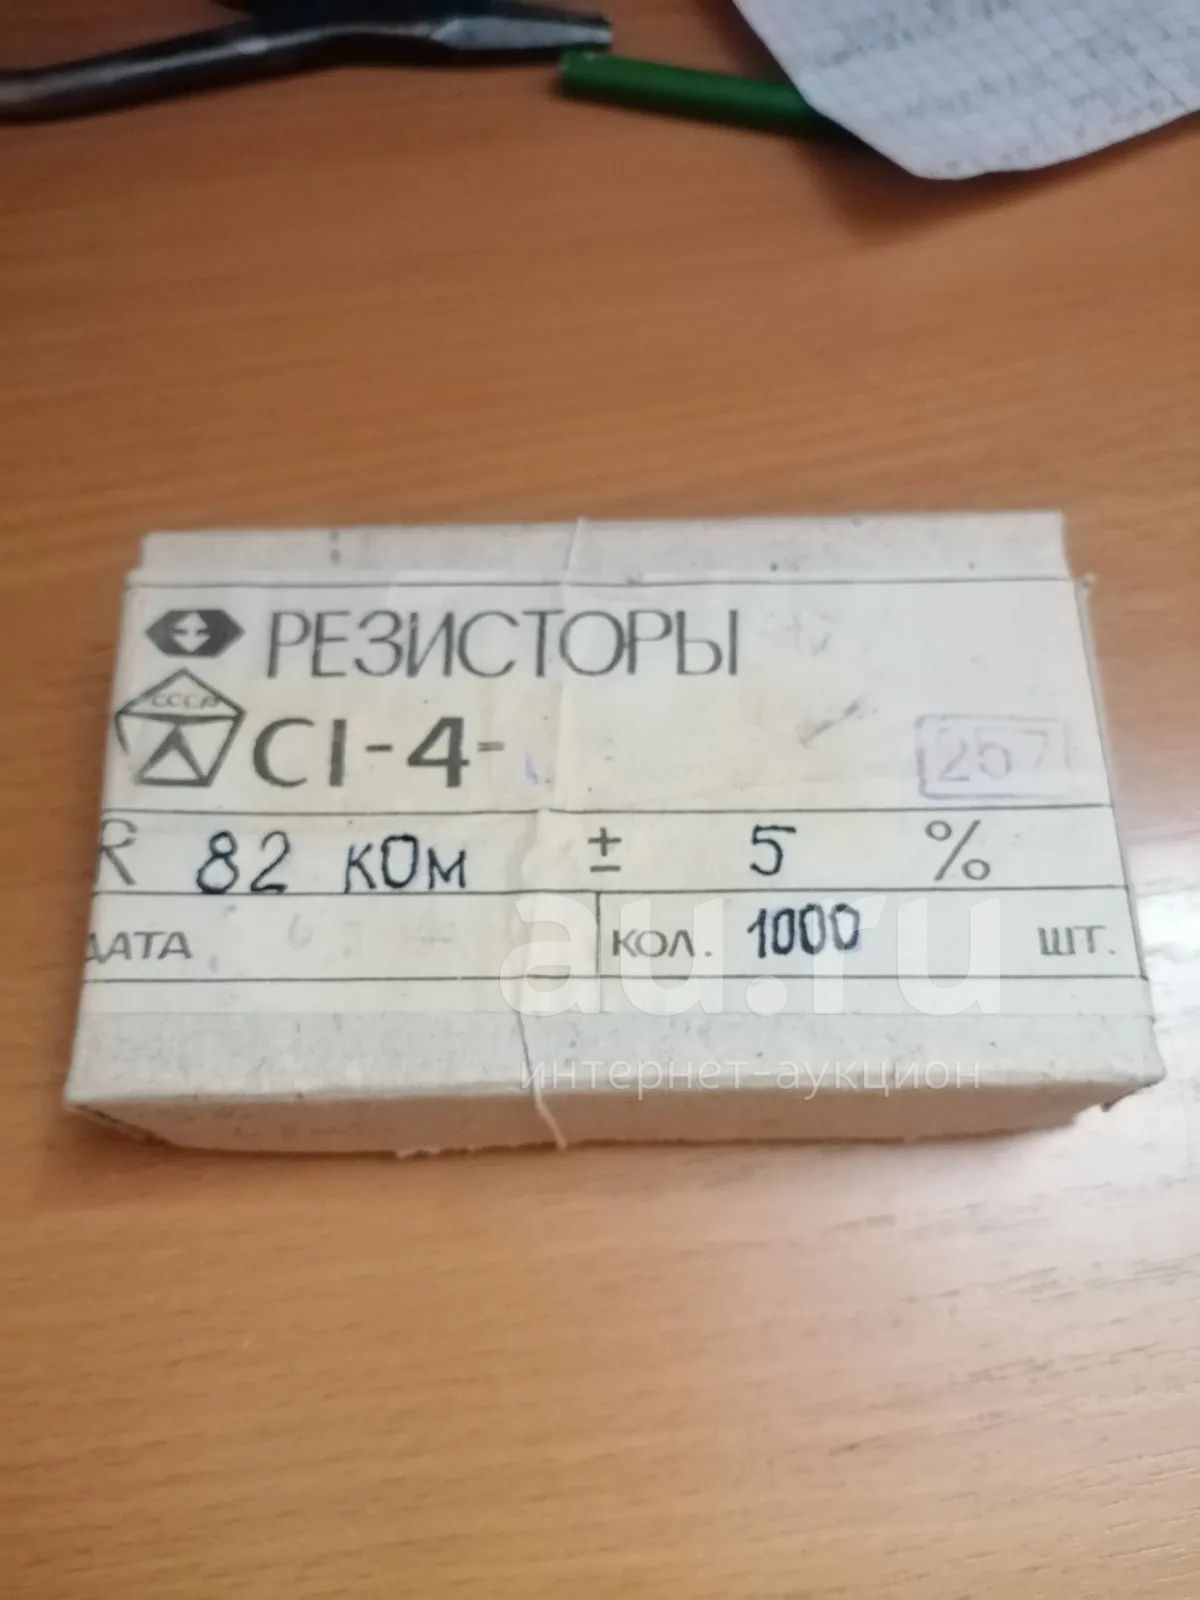 РЕЗИСТОРЫ
СССР
С1-4-
257
R 82 кОм ± 5 %
ДАТА
КОЛ. 1000 ШТ.
au.ru
интернет-аукцион